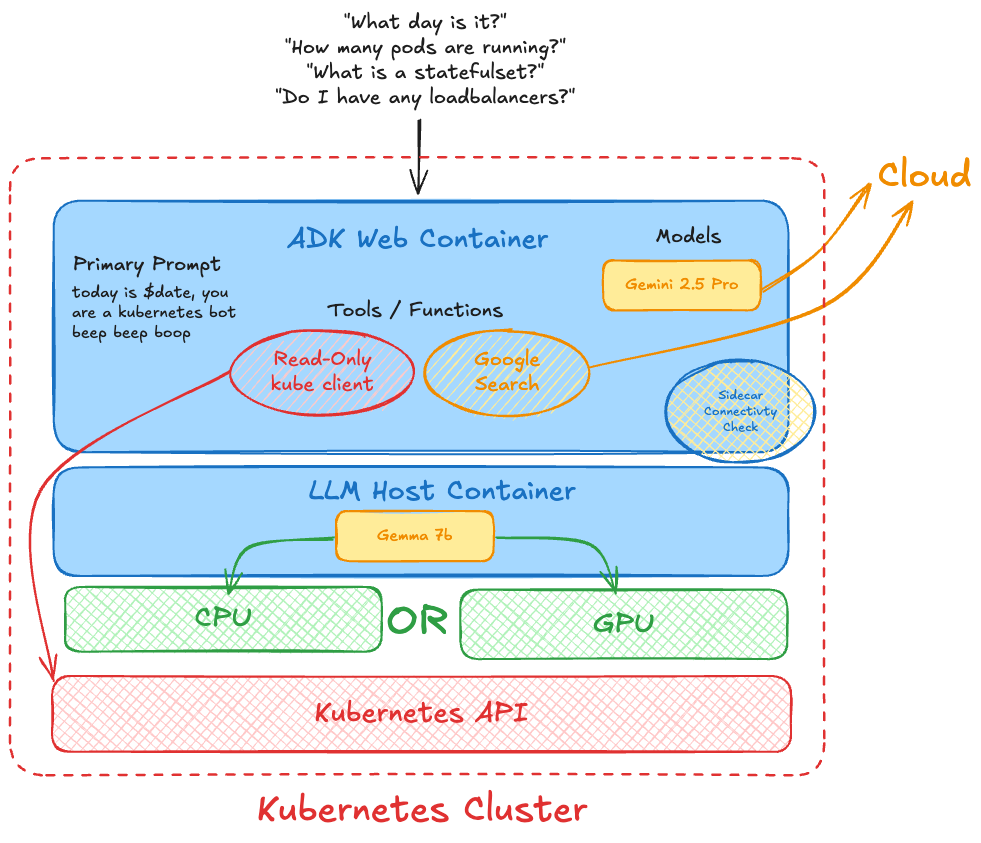 "What day is it?"
"How many pods are running?"
"What is a statefulset?"
"Do I have any loadbalancers?"
Cloud
ADK Web Container
Models
Primary Prompt
today is $date, you
are a kubernetes bot
beep beep boop
Gemini 2.5 Pro
Tools / Functions
Read-Only
kube client
Google
Search
Sidecar
Connectivty
Check
LLM Host Container
Gemma 7b
CPU
OR
GPU
Kubernetes API
Kubernetes Cluster